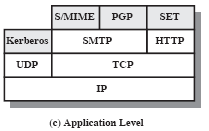 S/MIME PGP SET
Kerberos SMTP HTTP
UDP TCP
IP
(c) Application Level